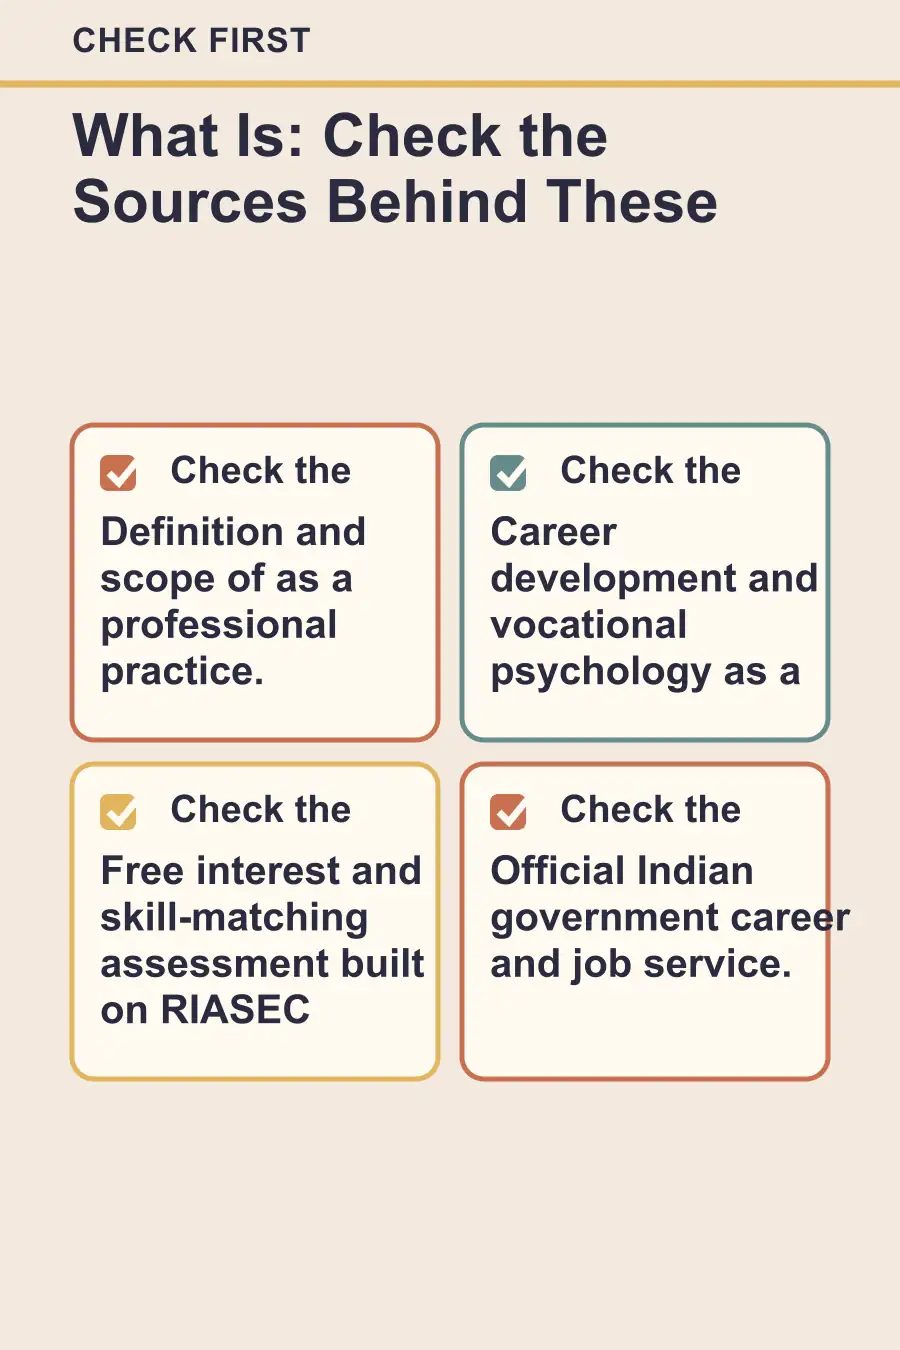 CHECK FIRST
What Is: Check the
Sources Behind These
Check the
Definition and
scope of as a
professional
practice.
Check the
Career
development and
vocational
psychology as a
Check the
Free interest and
skill-matching
assessment built
on RIASEC
Check the
Official Indian
government career
and job service.